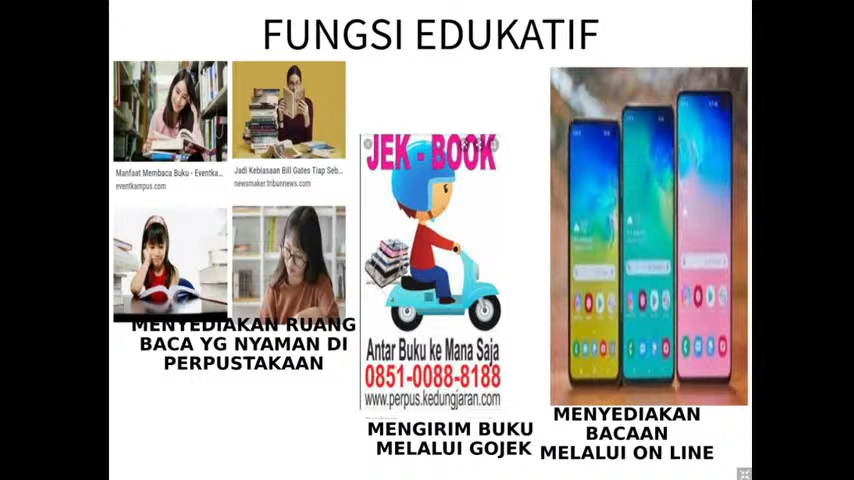 FUNGSI EDUKATIF
Manfaat Membaca Buku - Eventka...
eventkampus.com
Jadi Kebiasaan Bill Gates Tiap Seb...
newsmaker.tribunnews.com
MENYEDIAKAN RUANG
BACA YG NYAMAN DI
PERPUSTAKAAN
JEK - BOOK
Antar Buku ke Mana Saja
0851-0088-8188
www.perpus.kedungjaran.com
MENGIRIM BUKU
MELALUI GOJEK
MENYEDIAKAN
BACAAN
MELALUI ON LINE